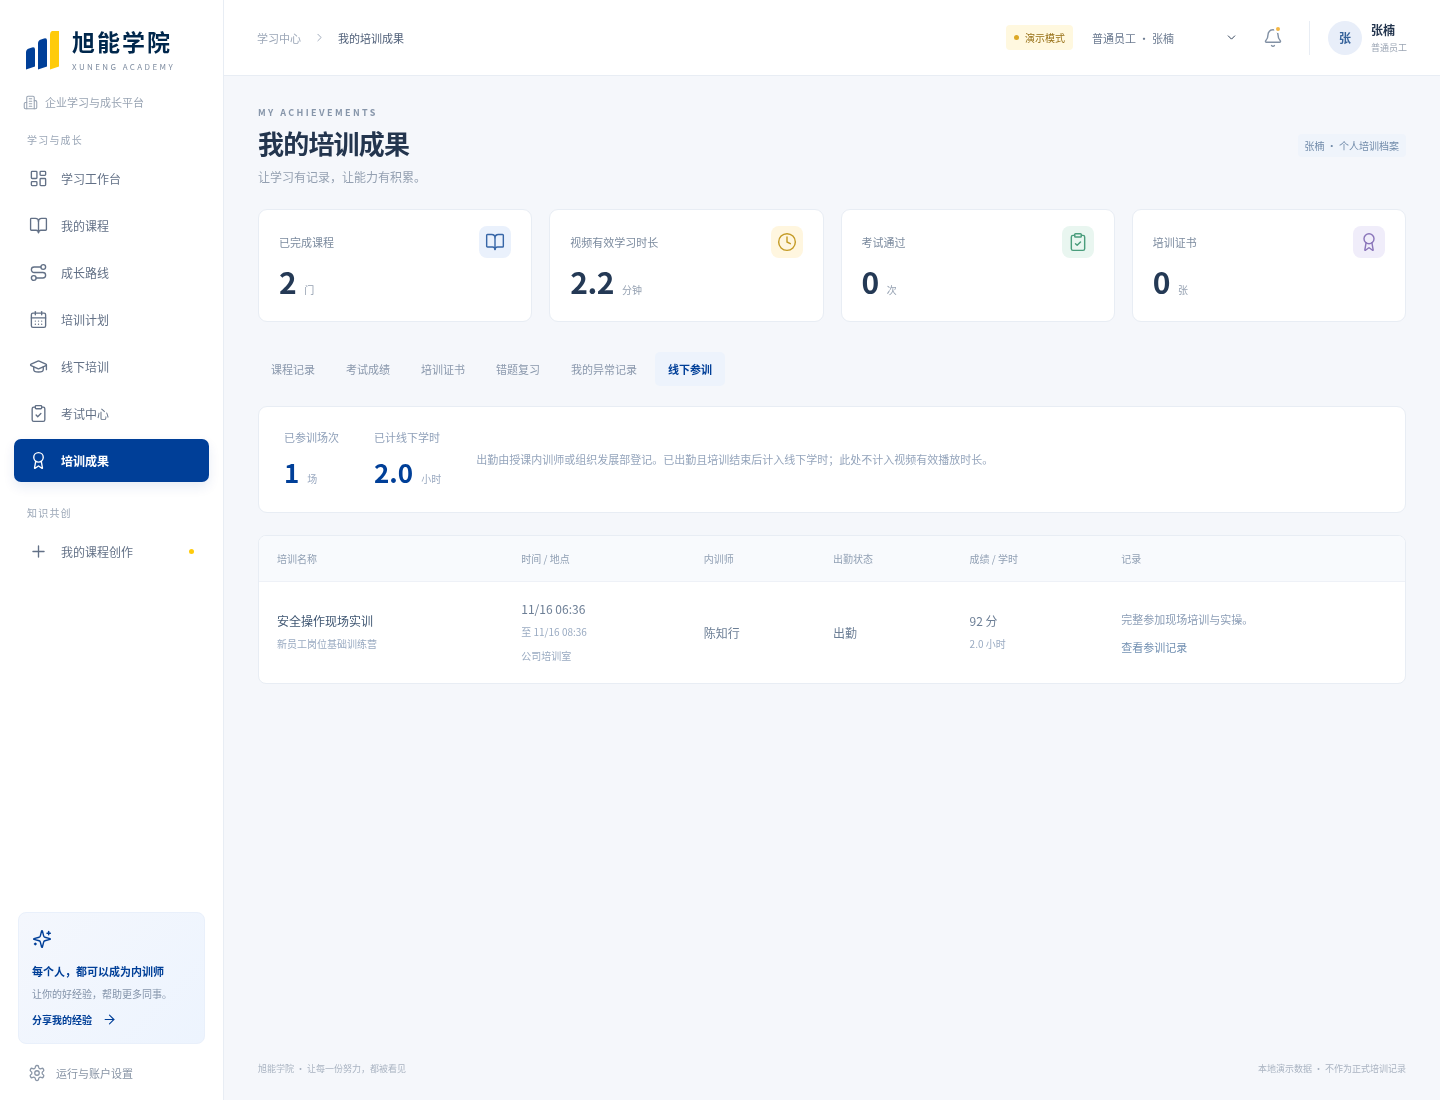 旭能学院
XUNENG ACADEMY
企业学习与成长平台
学习与成长
学习工作台
我的课程
成长路线
培训计划
线下培训
考试中心
培训成果
知识共创
我的课程创作
每个人，都可以成为内训师
让你的好经验，帮助更多同事。
分享我的经验
运行与账户设置
学习中心 我的培训成果
演示模式 普通员工 · 张楠
张 张楠
普通员工
MY ACHIEVEMENTS
我的培训成果
让学习有记录，让能力有积累。
张楠 · 个人培训档案
已完成课程
2 门
视频有效学习时长
2.2 分钟
考试通过
0 次
培训证书
0 张
课程记录 考试成绩 培训证书 错题复习 我的异常记录 线下参训
已参训场次
1 场
已计线下学时
2.0 小时
出勤由授课内训师或组织发展部登记。已出勤且培训结束后计入线下学时；此处不计入视频有效播放时长。
培训名称 时间 / 地点 内训师 出勤状态 成绩 / 学时 记录
安全操作现场实训
新员工岗位基础训练营
11/16 06:36
至 11/16 08:36
公司培训室
陈知行
出勤
92 分
2.0 小时
完整参加现场培训与实操。
查看参训记录
旭能学院 · 让每一份努力，都被看见
本地演示数据 · 不作为正式培训记录